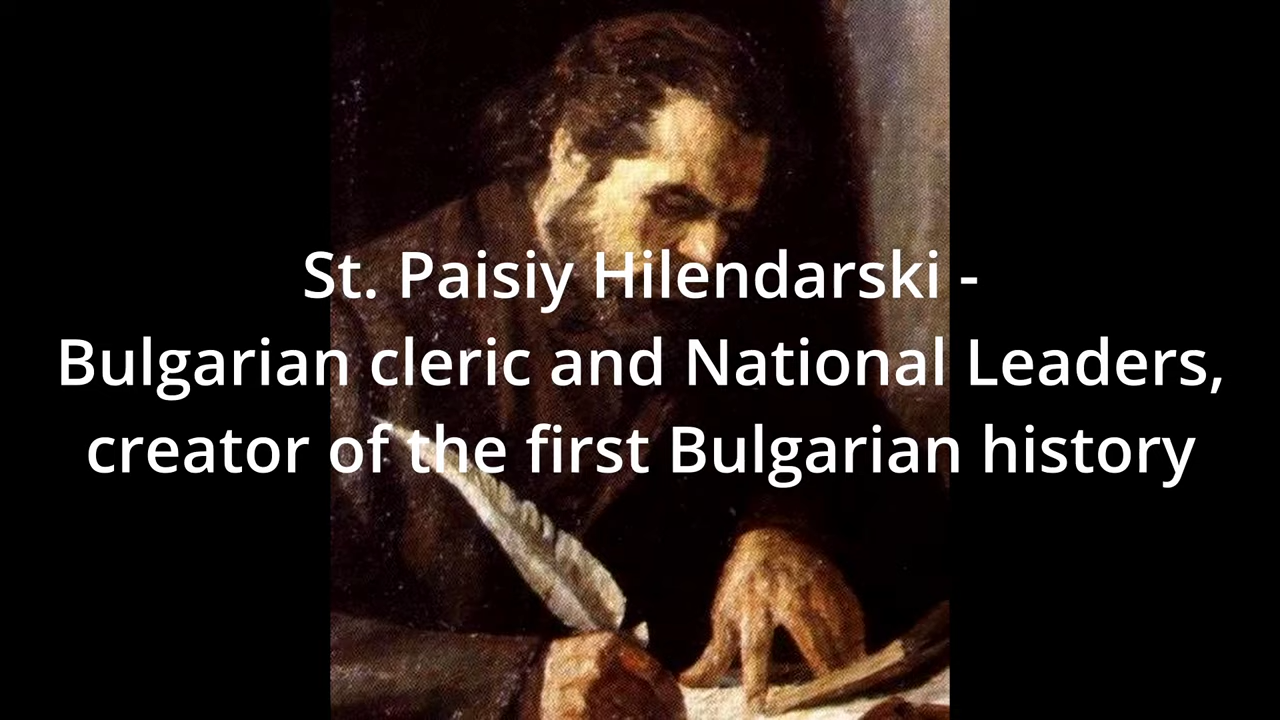 St. Paisiy Hilendarski -
Bulgarian cleric and National Leaders,
creator of the first Bulgarian history